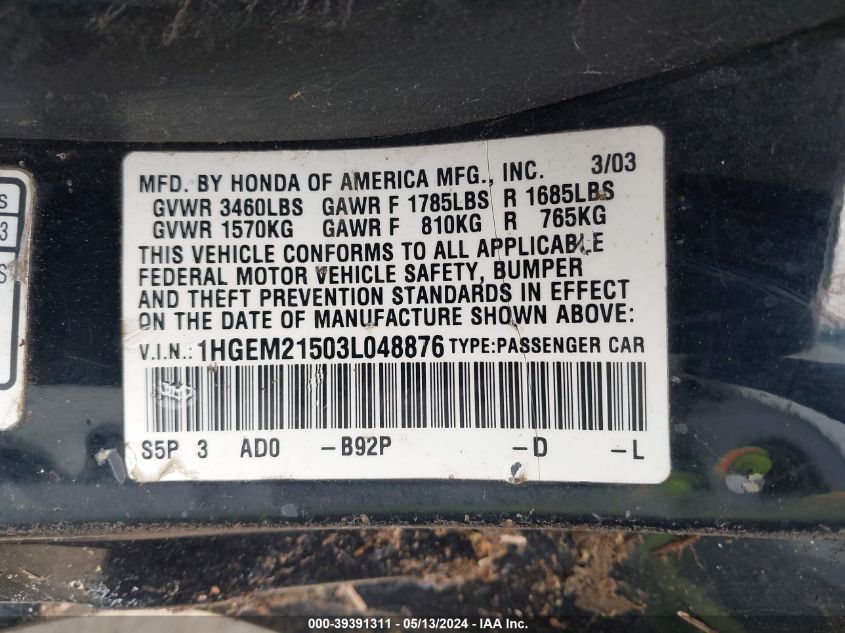 S
3
S
MFD. BY HONDA OF AMERICA MFG., INC. 3/03
GVWR 3460LBS GAWR F 1785LBS R 1685LBS
GVWR 1570KG GAWR F 810KG R 765KG
THIS VEHICLE CONFORMS TO ALL APPLICABLE
FEDERAL MOTOR VEHICLE SAFETY, BUMPER
AND THEFT PREVENTION STANDARDS IN EFFECT
ON THE DATE OF MANUFACTURE SHOWN ABOVE:
V.I.N.: 1HGEM21503L048876 TYPE:PASSENGER CAR
S5P 3 AD0 -B92P -D -L
000-39391311 - 05/13/2024 - IAA Inc.